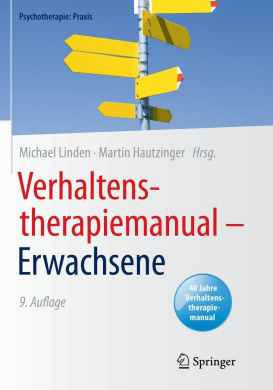 Psychotherapie: Praxis
Michael Linden · Martin Hautzinger Hrsg.
Verhaltens-
therapiemanual –
Erwachsene
9. Auflage
40 Jahre
Verhaltens-
therapie-
manual
Springer